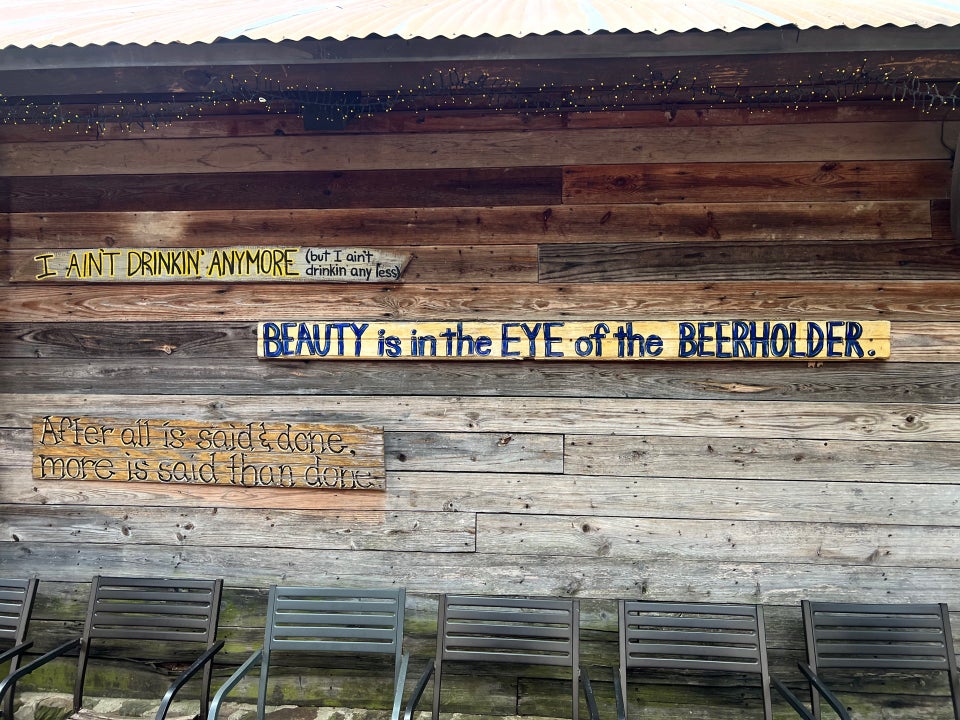 I AIN'T DRINKIN' ANYMORE (but I ain't
drinkin' any less)
BEAUTY is in the EYE of the BEERHOLDER.
After all is said & done,
more is said than done